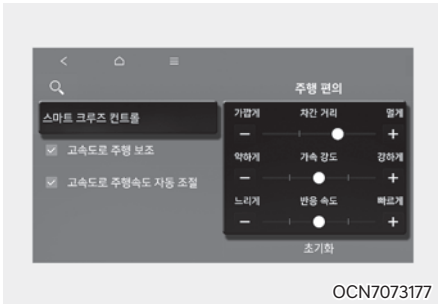 주행 편의
스마트 크루즈 컨트롤
고속도로 주행 보조
고속도로 주행속도 자동 조절
가깝게 차간 거리 멀게
약하게 가속 강도 강하게
느리게 반응 속도 빠르게
초기화
OCN7073177